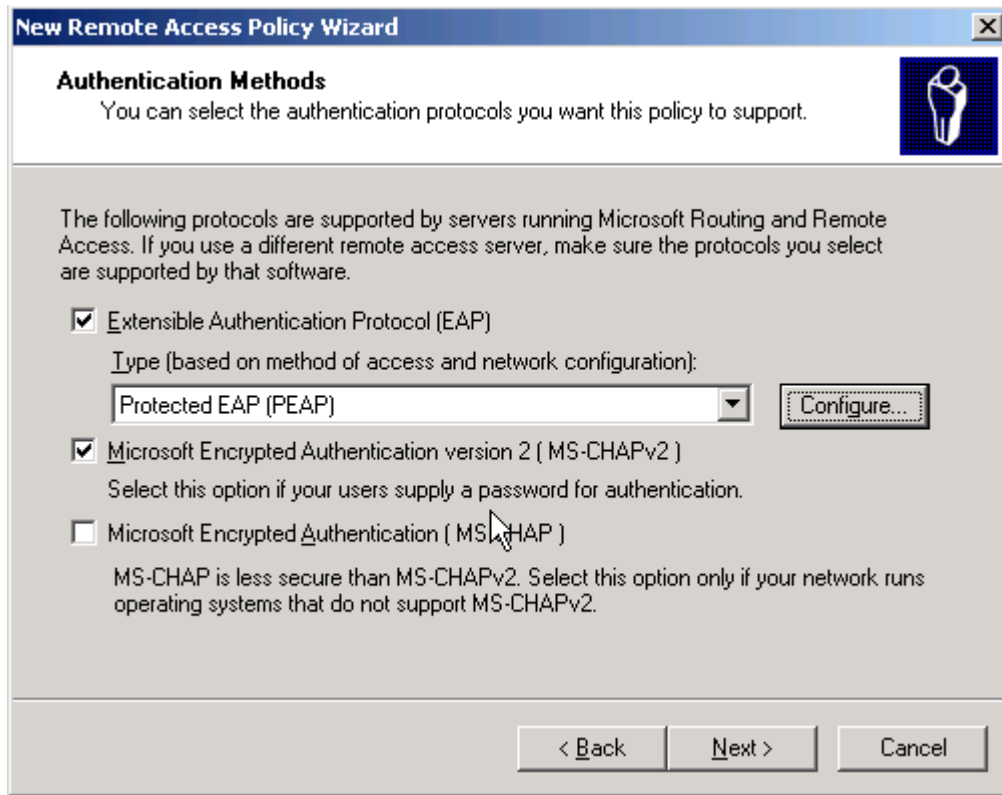 New Remote Access Policy Wizard
Authentication Methods
You can select the authentication protocols you want this policy to support.
The following protocols are supported by servers running Microsoft Routing and Remote
Access. If you use a different remote access server, make sure the protocols you select
are supported by that software.
Extensible Authentication Protocol (EAP)
Type (based on method of access and network configuration):
Protected EAP (PEAP)
Configure...
Microsoft Encrypted Authentication version 2 ( MS-CHAPv2 )
Select this option if your users supply a password for authentication.
Microsoft Encrypted Authentication ( MS-CHAP )
MS-CHAP is less secure than MS-CHAPv2. Select this option only if your network runs
operating systems that do not support MS-CHAPv2.
< Back
Next >
Cancel